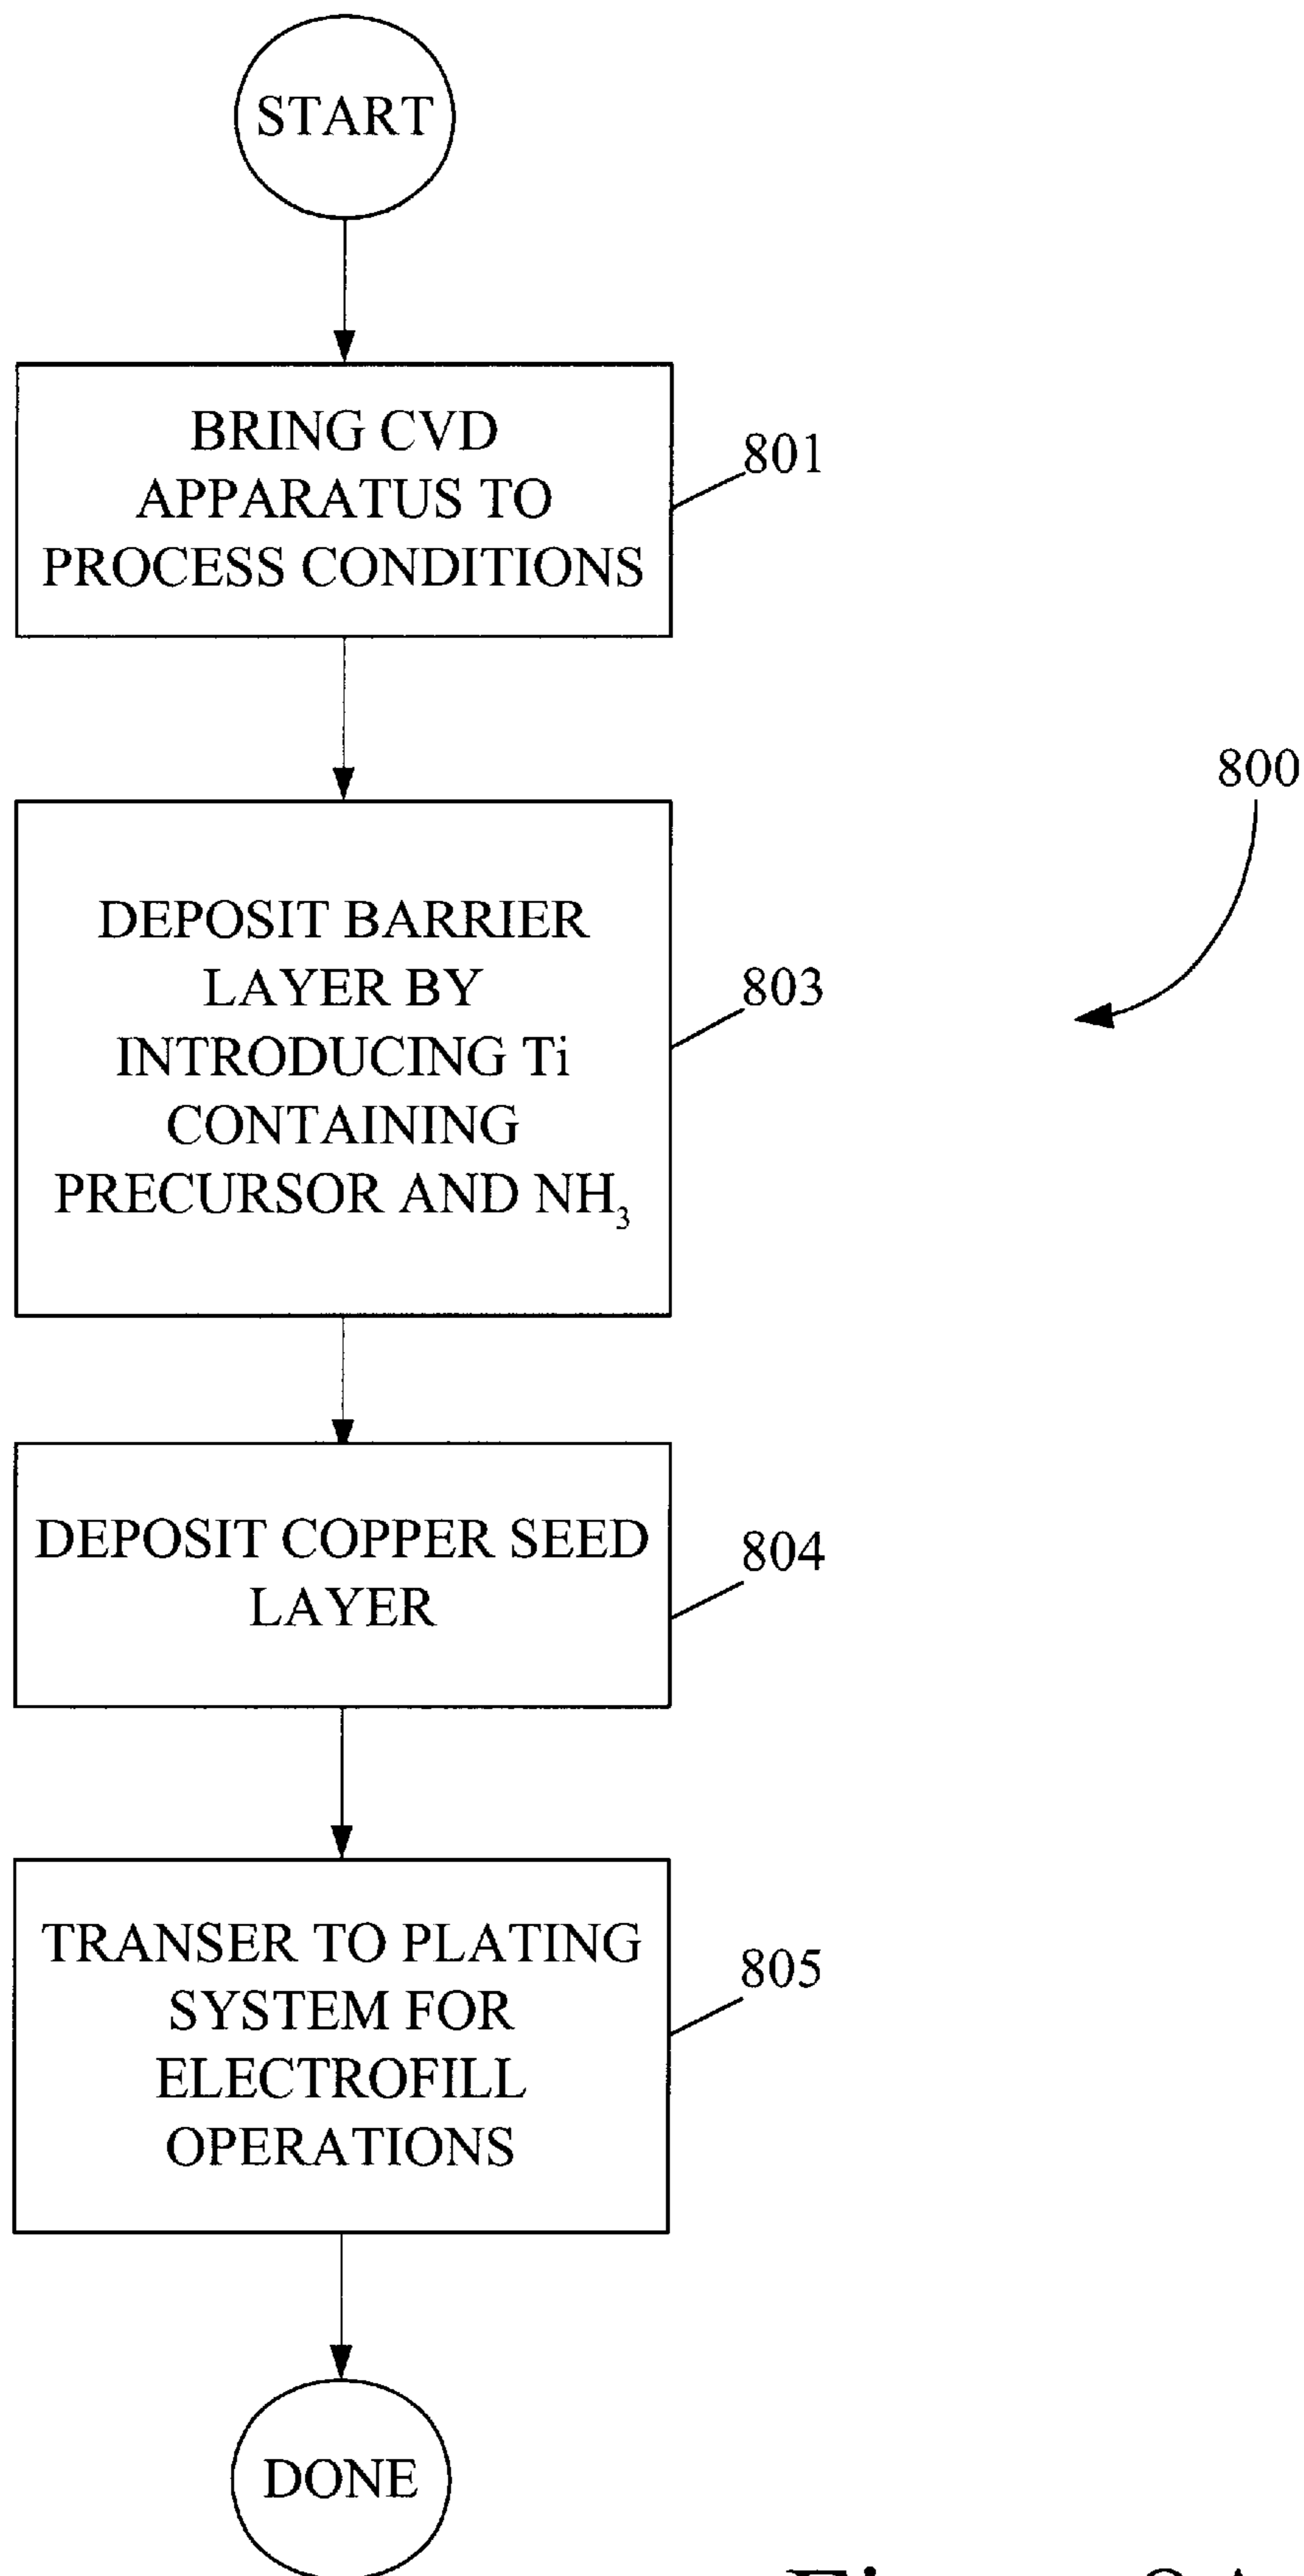 START
BRING CVD
APPARATUS TO
PROCESS CONDITIONS
801
800
DEPOSIT BARRIER
LAYER BY
INTRODUCING Ti
CONTAINING
PRECURSOR AND NH₃
803
DEPOSIT COPPER SEED
LAYER
804
TRANSER TO PLATING
SYSTEM FOR
ELECTROFILL
OPERATIONS
805
DONE